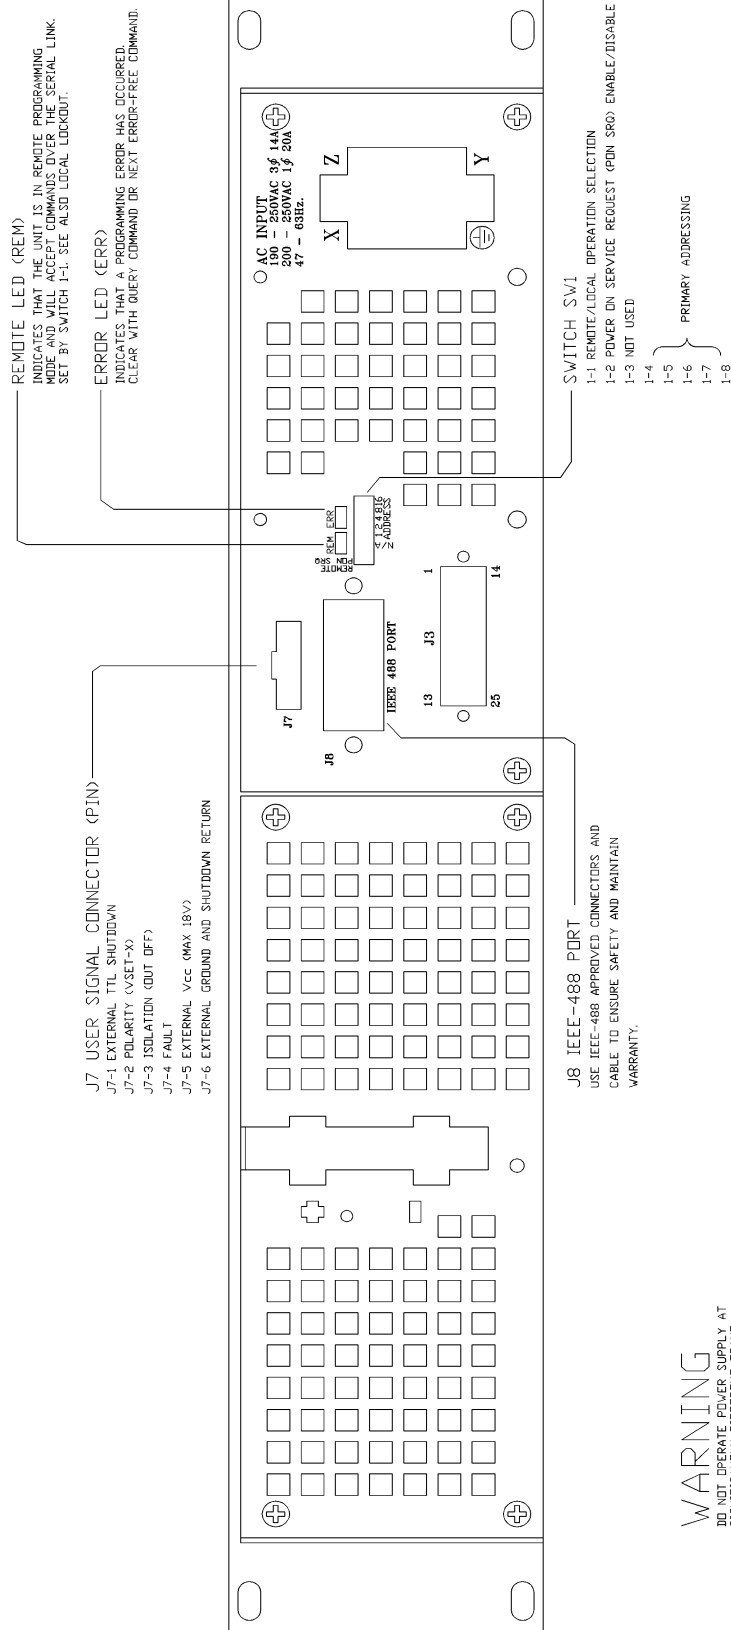 REMOTE LED (REM)
INDICATES THAT THE UNIT IS IN REMOTE PROGRAMMING
MODE AND WILL ACCEPT COMMANDS OVER THE SERIAL LINK.
SET BY SWITCH 1-1. SEE ALSO LOCAL LOCKOUT.
ERROR LED (ERR)
INDICATES THAT A PROGRAMMING ERROR HAS OCCURRED.
CLEAR WITH QUERY COMMAND OR NEXT ERROR-FREE COMMAND.
J7 USER SIGNAL CONNECTOR (PIN)
J7-1 EXTERNAL TTL SHUTDOWN
J7-2 POLARITY (VSET-X)
J7-3 ISOLATION (OUT OFF)
J7-4 FAULT
J7-5 EXTERNAL Vcc (MAX 18V)
J7-6 EXTERNAL GROUND AND SHUTDOWN RETURN
AC INPUT
190 - 250VAC 3ϕ 14A
200 - 250VAC 1ϕ 20A
47 - 63Hz.
X
Z
Y
REM
ERR
REMOTE
PON SRQ
N/A
1 2 4 8 16
ADDRESS
J7
J8
IEEE 488 PORT
J3
13
1
25
14
J8 IEEE-488 PORT
USE IEEE-488 APPROVED CONNECTORS AND
CABLE TO ENSURE SAFETY AND MAINTAIN
WARRANTY.
SWITCH SW1
1-1 REMOTE/LOCAL OPERATION SELECTION
1-2 POWER ON SERVICE REQUEST (PON SRQ) ENABLE/DISABLE
1-3 NOT USED
1-4
1-5
1-6
1-7
1-8
PRIMARY ADDRESSING
WARNING
DO NOT OPERATE POWER SUPPLY AT